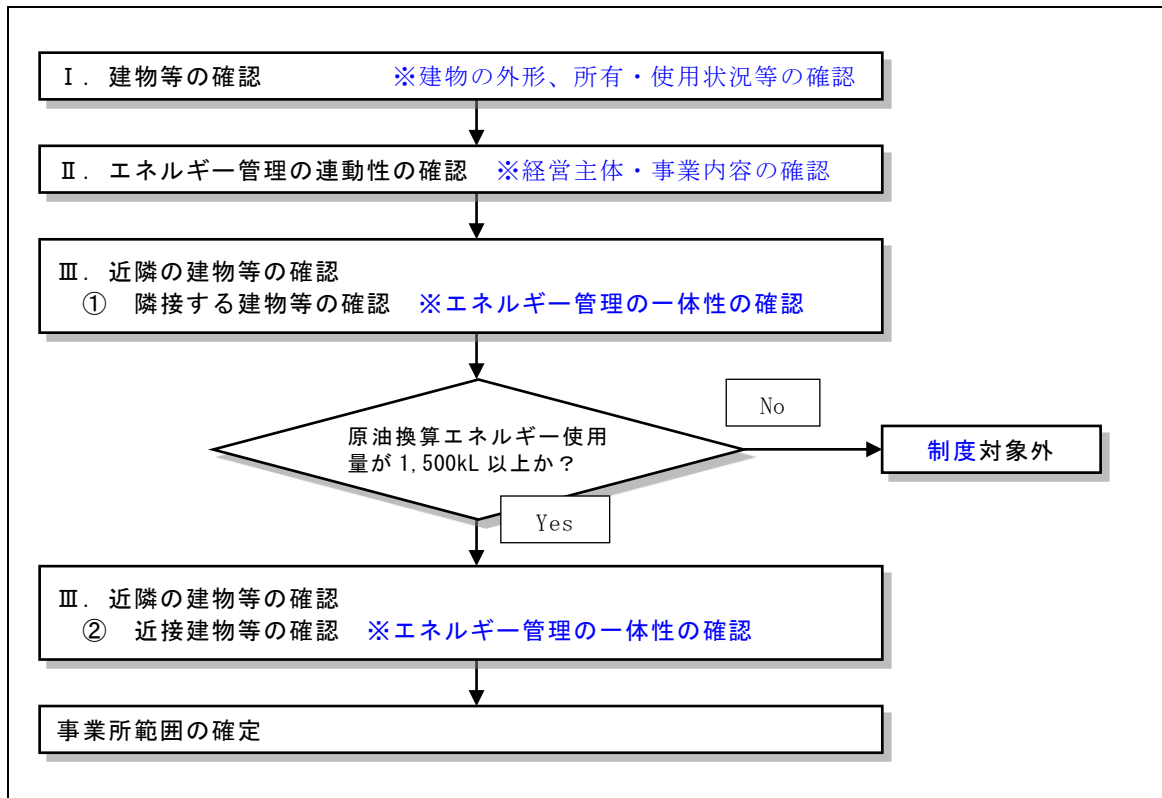 Ⅰ. 建物等の確認　※建物の外形、所有・使用状況等の確認
Ⅱ. エネルギー管理の連動性の確認　※経営主体・事業内容の確認
Ⅲ. 近隣の建物等の確認
①　隣接する建物等の確認　※エネルギー管理の一体性の確認
原油換算エネルギー使用
量が1,500kL以上か？
No
制度対象外
Yes
Ⅲ. 近隣の建物等の確認
②　近接建物等の確認　※エネルギー管理の一体性の確認
事業所範囲の確定